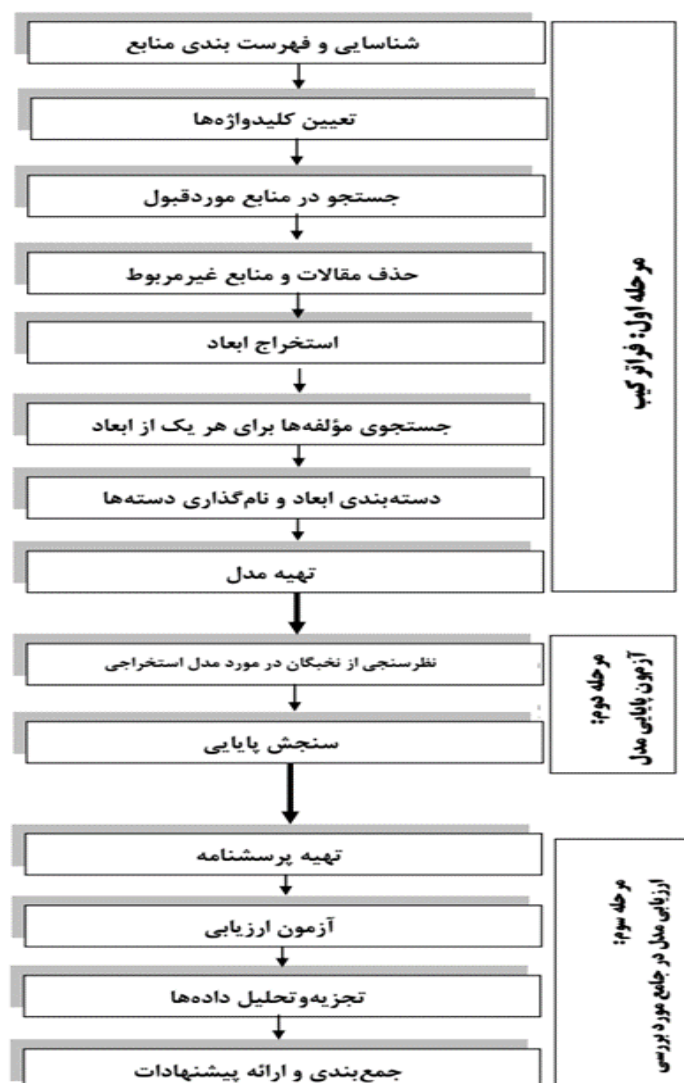 شناسایی و فهرست بندی منابع
تعیین کلیدواژه‌ها
جستجو در منابع موردقبول
حذف مقالات و منابع غیرمربوط
استخراج ابعاد
جستجوی مؤلفه‌ها برای هر یک از ابعاد
دسته‌بندی ابعاد و نام‌گذاری دسته‌ها
تهیه مدل
مرحله اول: فراترکیب
نظرسنجی از نخبگان در مورد مدل استخراجی
سنجش پایایی
مرحله دوم:
آزمون پایایی مدل
تهیه پرسشنامه
آزمون ارزیابی
تجزیه‌وتحلیل داده‌ها
جمع‌بندی و ارائه پیشنهادات
مرحله سوم:
ارزیابی مدل در جامع مورد بررسی